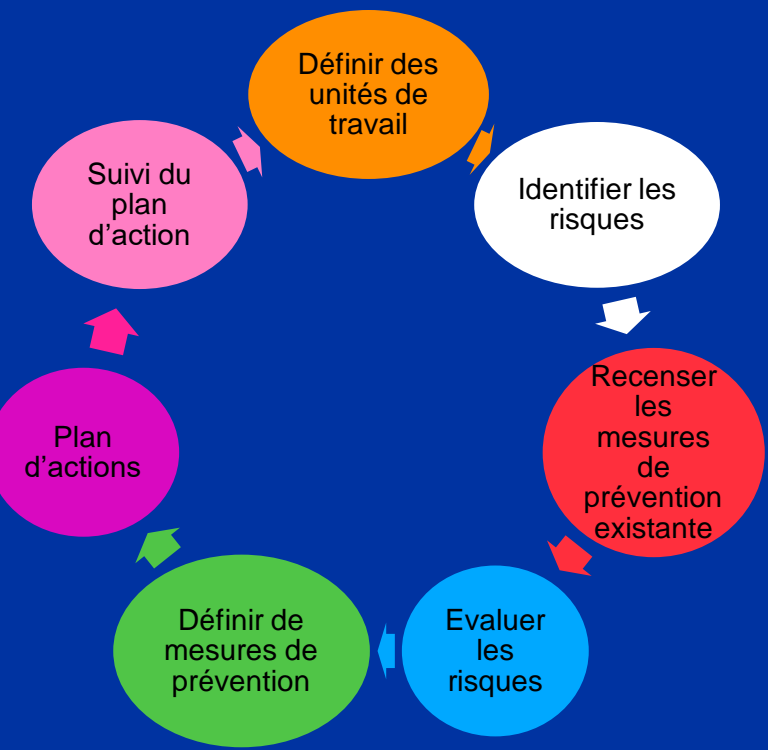 Définir des
unités de
travail
Identifier les
risques
Recenser
les
mesures
de
prévention
existante
Evaluer
les
risques
Définir de
mesures de
prévention
Plan
d’actions
Suivi du
plan
d’action